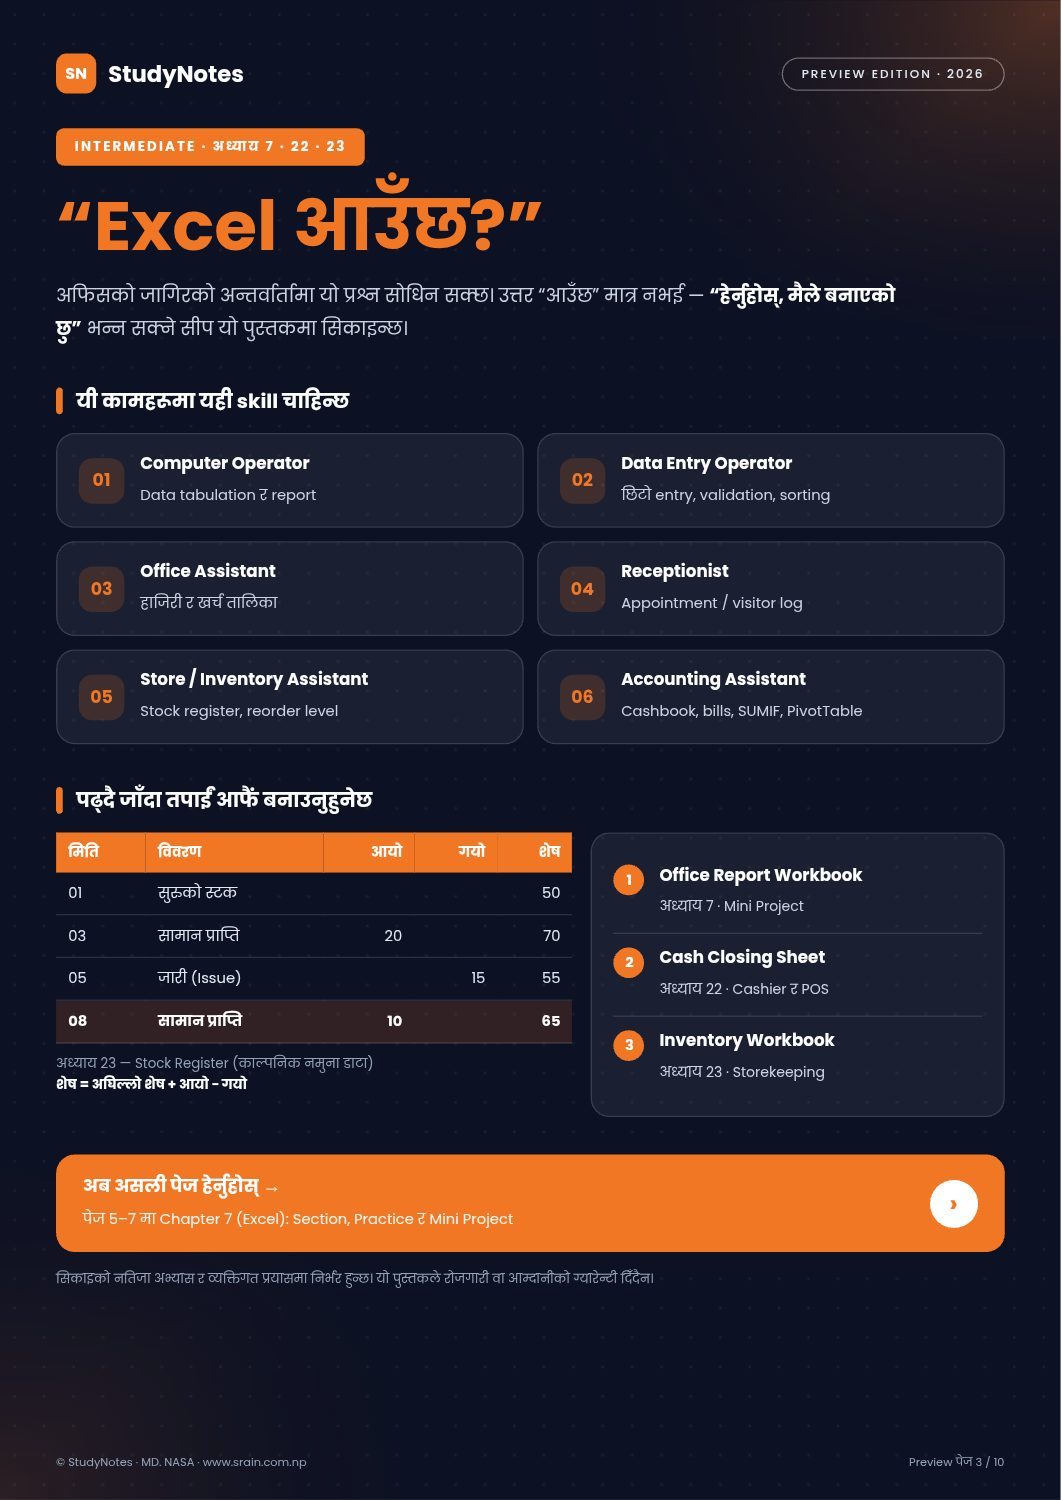 SN StudyNotes
PREVIEW EDITION · 2026
INTERMEDIATE · अध्याय 7 · 22 · 23
“Excel आउँछ?”
अफिसको जागिरको अन्तर्वार्तामा यो प्रश्न सोधिन सक्छ। उत्तर “आउँछ” मात्र नभई — “हेर्नुहोस्, मैले बनाएको
छु” भन्न सक्ने सीप यो पुस्तकमा सिकाइन्छ।
यी कामहरूमा यही skill चाहिन्छ
01
Computer Operator
Data tabulation र report
02
Data Entry Operator
छिटो entry, validation, sorting
03
Office Assistant
हाजिरी र खर्च तालिका
04
Receptionist
Appointment / visitor log
05
Store / Inventory Assistant
Stock register, reorder level
06
Accounting Assistant
Cashbook, bills, SUMIF, PivotTable
पढ्दै जाँदा तपाईं आफैं बनाउनुहुनेछ
मिति विवरण आयो गयो शेष
01 सुरुको स्टक 50
03 सामान प्राप्ति 20 70
05 जारी (Issue) 15 55
08 सामान प्राप्ति 10 65
अध्याय 23 — Stock Register (काल्पनिक नमुना डाटा)
शेष = अघिल्लो शेष + आयो − गयो
1 Office Report Workbook
अध्याय 7 · Mini Project
2 Cash Closing Sheet
अध्याय 22 · Cashier र POS
3 Inventory Workbook
अध्याय 23 · Storekeeping
अब असली पेज हेर्नुहोस् →
पेज 5–7 मा Chapter 7 (Excel): Section, Practice र Mini Project
›
सिकाइको नतिजा अभ्यास र व्यक्तिगत प्रयासमा निर्भर हुन्छ। यो पुस्तकले रोजगारी वा आम्दानीको ग्यारेन्टी दिँदैन।
© StudyNotes · MD. NASA · www.srain.com.np
Preview पेज 3 / 10